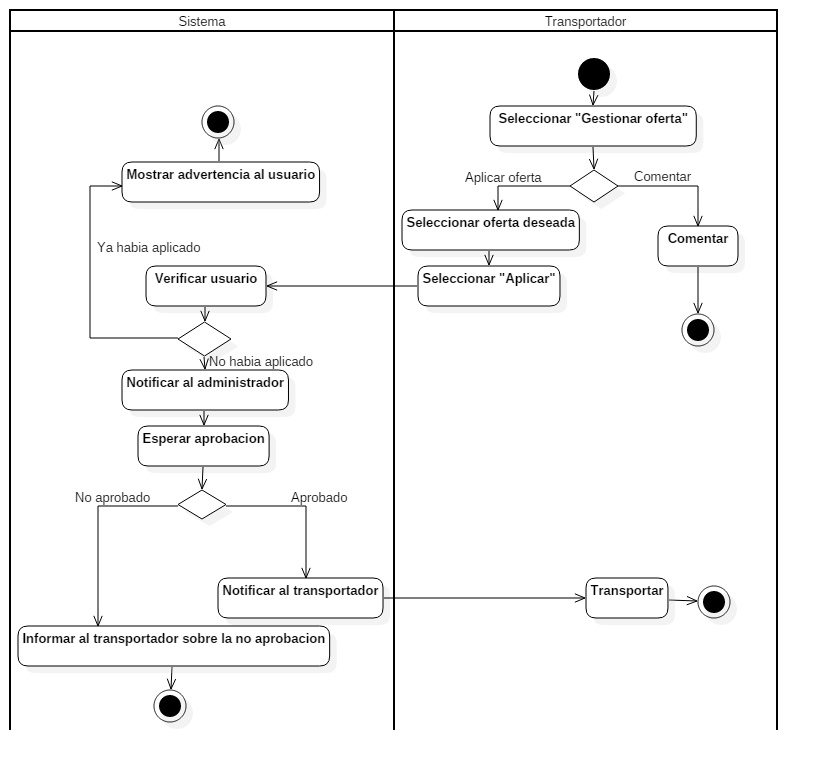 Sistema
Transportador
Seleccionar "Gestionar oferta"
Mostrar advertencia al usuario
Aplicar oferta
Comentar
Seleccionar oferta deseada
Comentar
Ya habia aplicado
Verificar usuario
Seleccionar "Aplicar"
No habia aplicado
Notificar al administrador
Esperar aprobacion
No aprobado
Aprobado
Notificar al transportador
Transportar
Informar al transportador sobre la no aprobacion